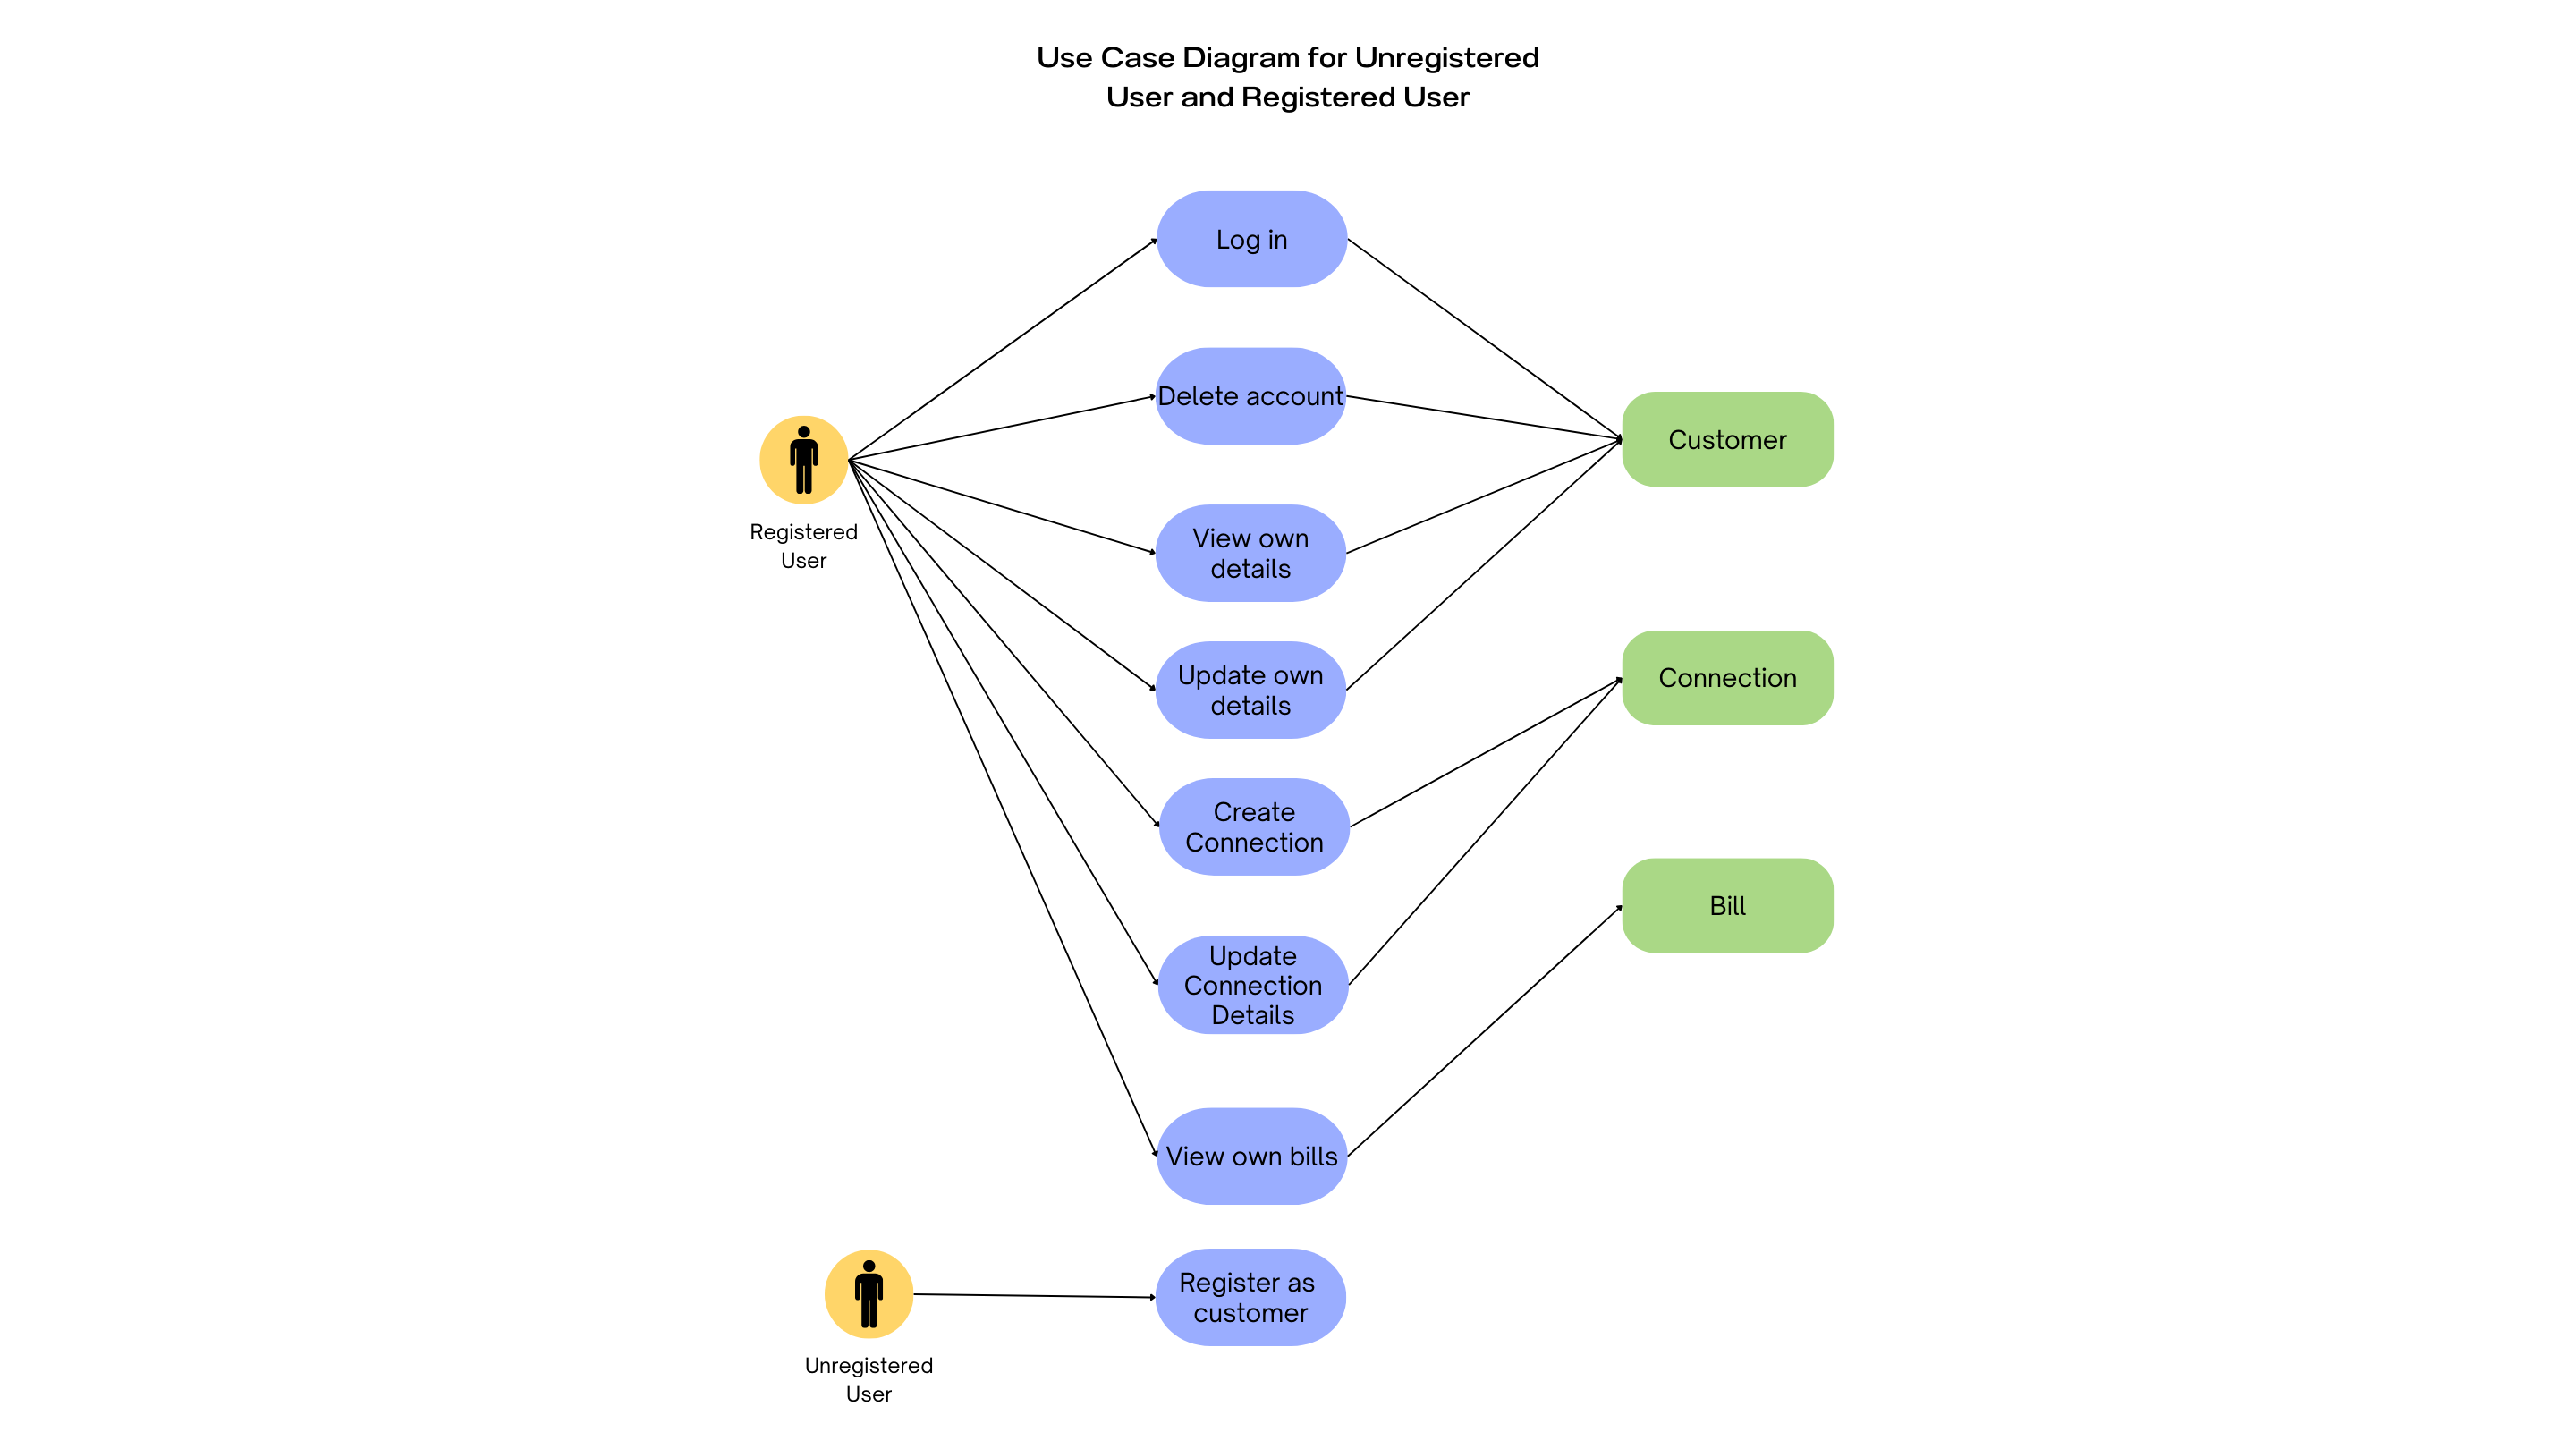 Use Case Diagram for Unregistered
User and Registered User
Log in
Delete account
Customer
Registered
User
View own
details
Update own
details
Connection
Create
Connection
Bill
Update
Connection
Details
View own bills
Register as
customer
Unregistered
User